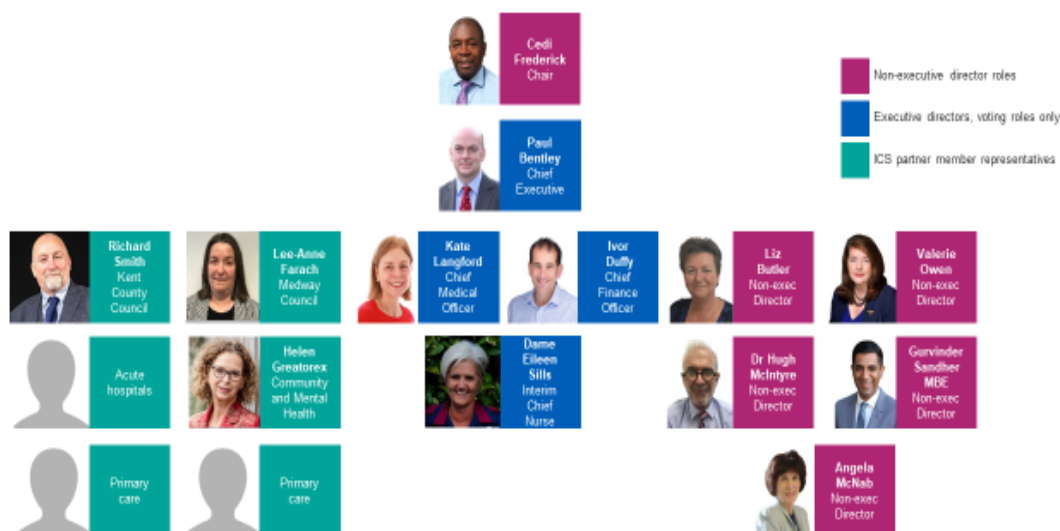 Cedi
Frederick
Chair
Non-executive director roles
Executive directors, voting roles only
ICS partner member representatives
Paul
Bentley
Chief
Executive
Richard
Smith
Kent
County
Council
Lee-Anne
Farach
Medway
Council
Kate
Langford
Chief
Medical
Officer
Ivor
Duffy
Chief
Finance
Officer
Liz
Butler
Non-exec
Director
Valerie
Owen
Non-exec
Director
Acute
hospitals
Helen
Greatorex
Community
and Mental
Health
Dame
Eileen
Sills
Interim
Chief
Nurse
Dr Hugh
McIntyre
Non-exec
Director
Gurvinder
Sandher
MBE
Non-exec
Director
Primary
care
Primary
care
Angela
McNab
Non-exec
Director